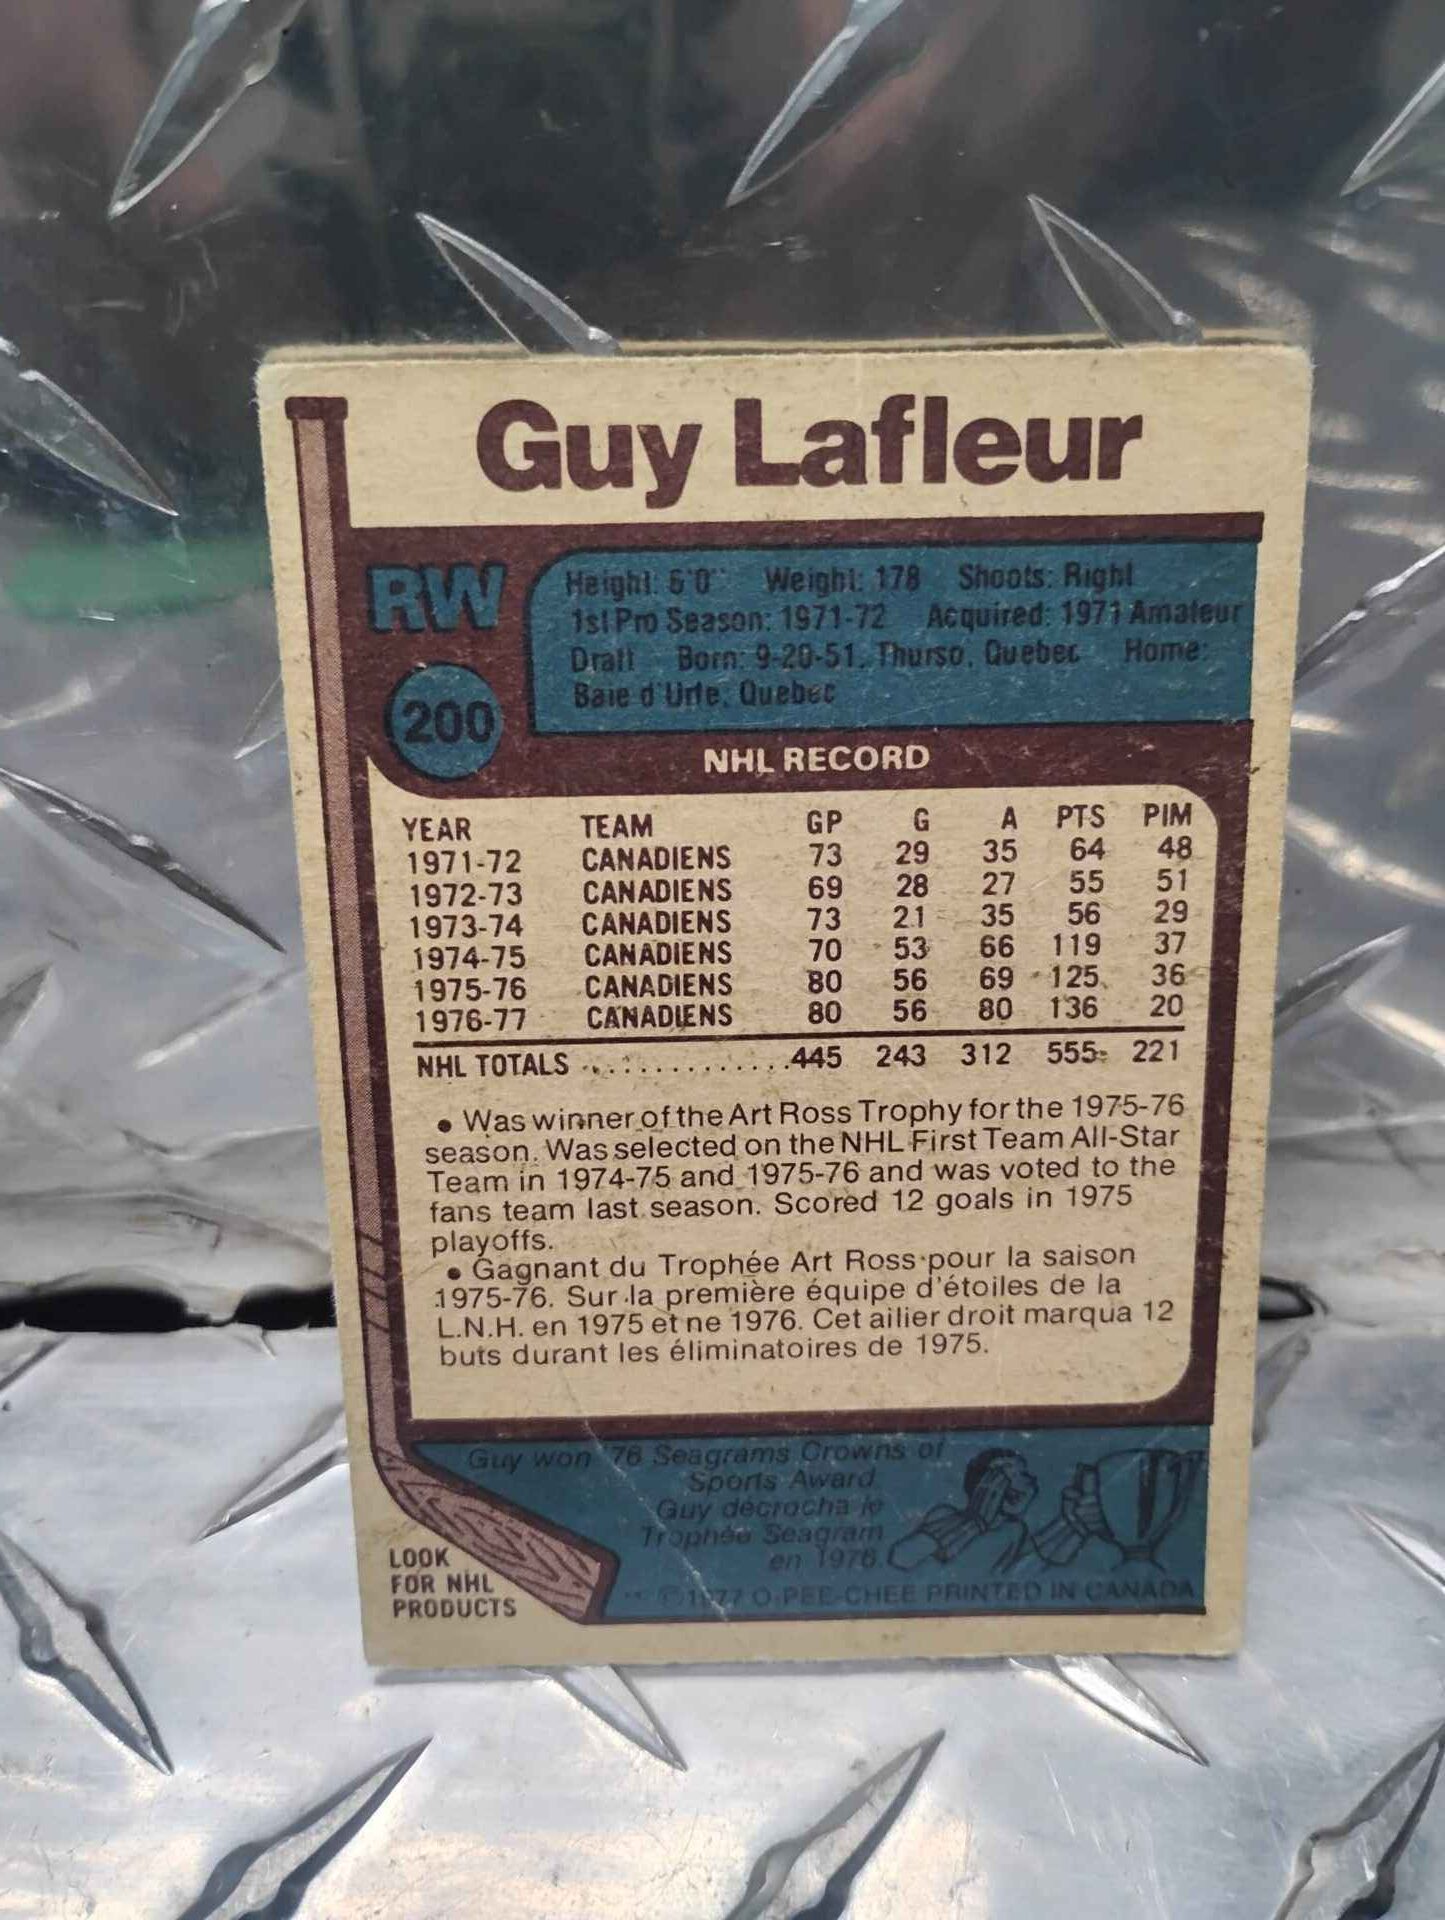 Guy Lafleur
RW
200
Height: 6'0" Weight: 178 Shoots: Right
1st Pro Season: 1971-72 Acquired: 1971 Amateur
Draft Born: 9-20-51, Thurso, Quebec Home:
Baie d'Urfe, Quebec
NHL RECORD
YEAR TEAM GP G A PTS PIM
1971-72 CANADIENS 73 29 35 64 48
1972-73 CANADIENS 69 28 27 55 51
1973-74 CANADIENS 73 21 35 56 29
1974-75 CANADIENS 70 53 66 119 37
1975-76 CANADIENS 80 56 69 125 36
1976-77 CANADIENS 80 56 80 136 20
NHL TOTALS ..............445 243 312 555 221
• Was winner of the Art Ross Trophy for the 1975-76
season. Was selected on the NHL First Team All-Star
Team in 1974-75 and 1975-76 and was voted to the
fans team last season. Scored 12 goals in 1975
playoffs.
• Gagnant du Trophée Art Ross pour la saison
1975-76. Sur la première équipe d'étoiles de la
L.N.H. en 1975 et ne 1976. Cet ailier droit marqua 12
buts durant les éliminatoires de 1975.
Guy won '76 Seagrams Crowns of
Sports Award
Guy décrocha le
Trophée Seagram
en 1976
LOOK
FOR NHL
PRODUCTS
** ©1977 O-PEE-CHEE PRINTED IN CANADA